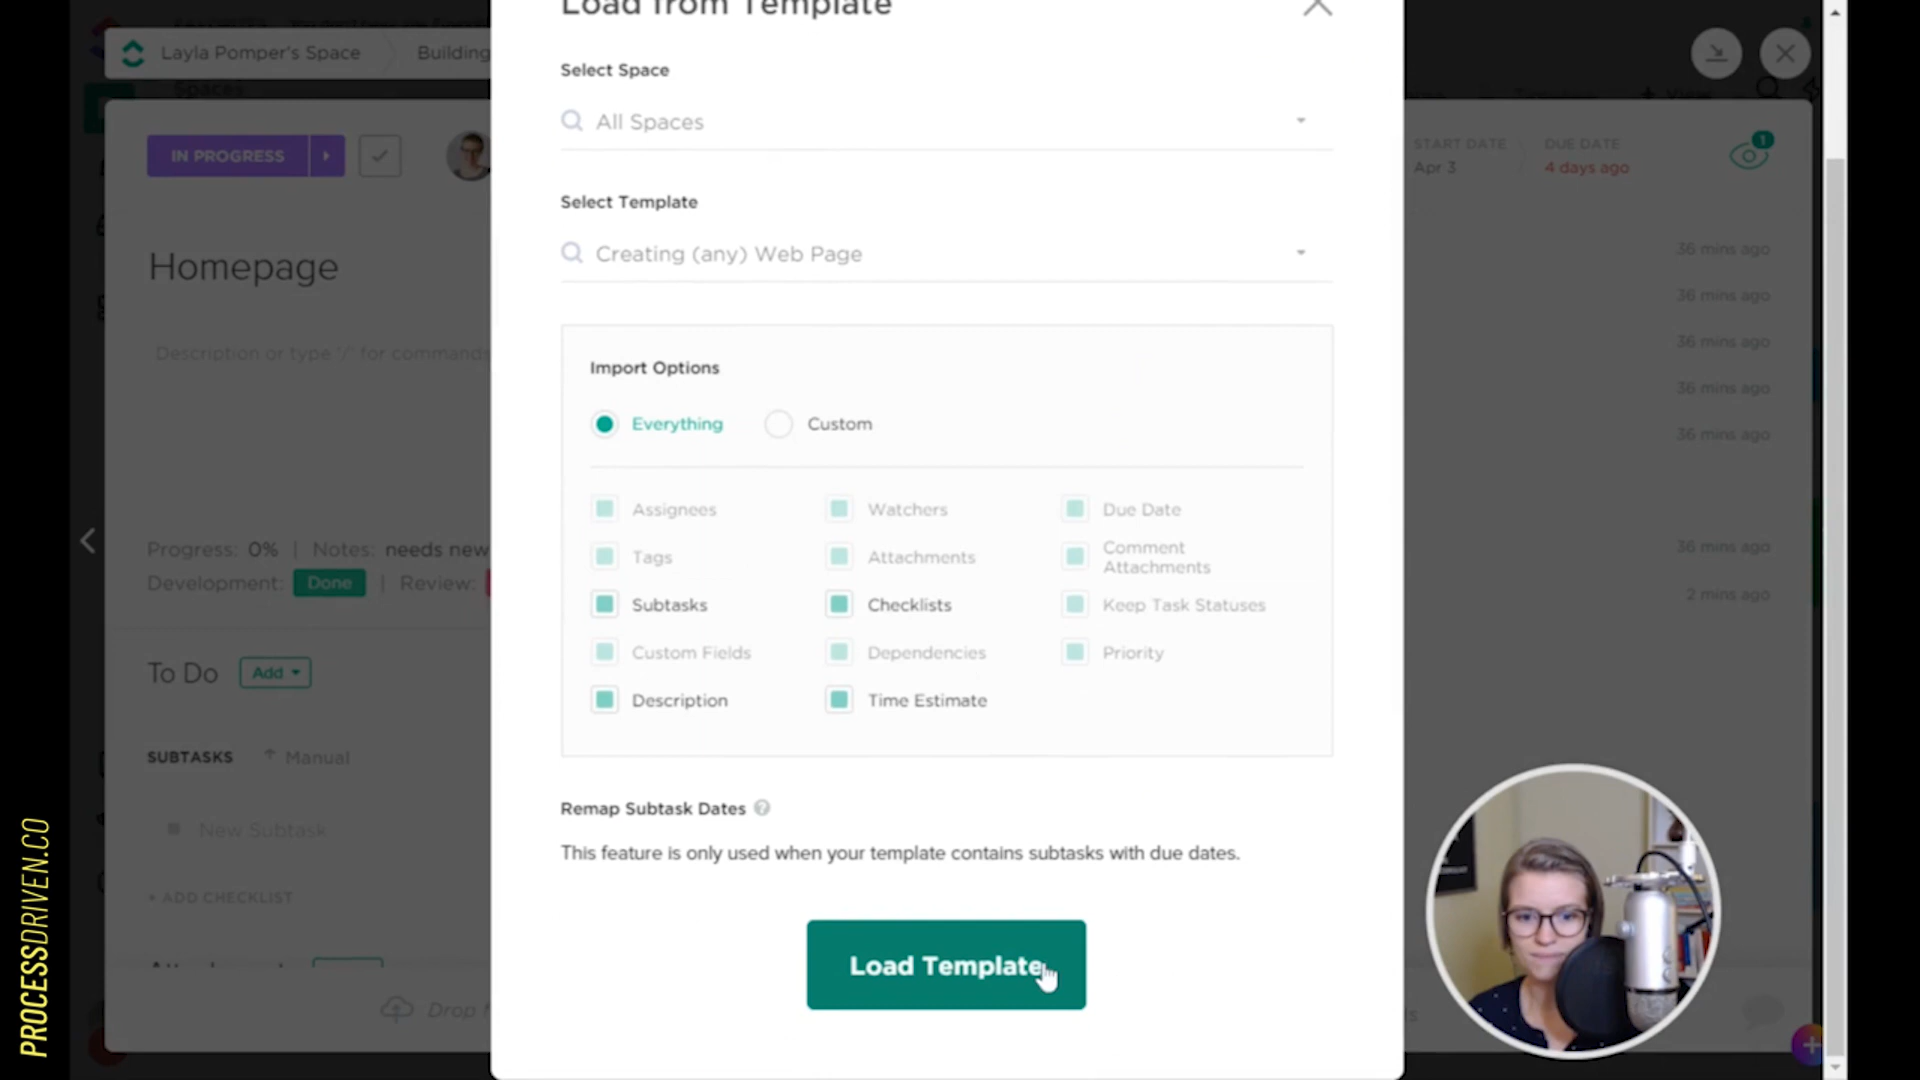 Load from Template
Layla Pomper's Space
Building
Select Space
All Spaces
IN PROGRESS
START DATE
DUE DATE
1
Apr 3
4 days ago
Select Template
Creating (any) Web Page
Homepage
36 mins ago
36 mins ago
36 mins ago
36 mins ago
36 mins ago
Description or type '/' for commands
Import Options
Everything
Custom
Assignees
Watchers
Due Date
Tags
Attachments
Comment
Attachments
Subtasks
Checklists
Keep Task Statuses
Custom Fields
Dependencies
Priority
Description
Time Estimate
Progress: 0% | Notes: needs new
Development: Done | Review:
36 mins ago
2 mins ago
To Do
Add
SUBTASKS
Manual
New Subtask
+ ADD CHECKLIST
Remap Subtask Dates
This feature is only used when your template contains subtasks with due dates.
Load Template
Drop
PROCESSDRIVEN.CO